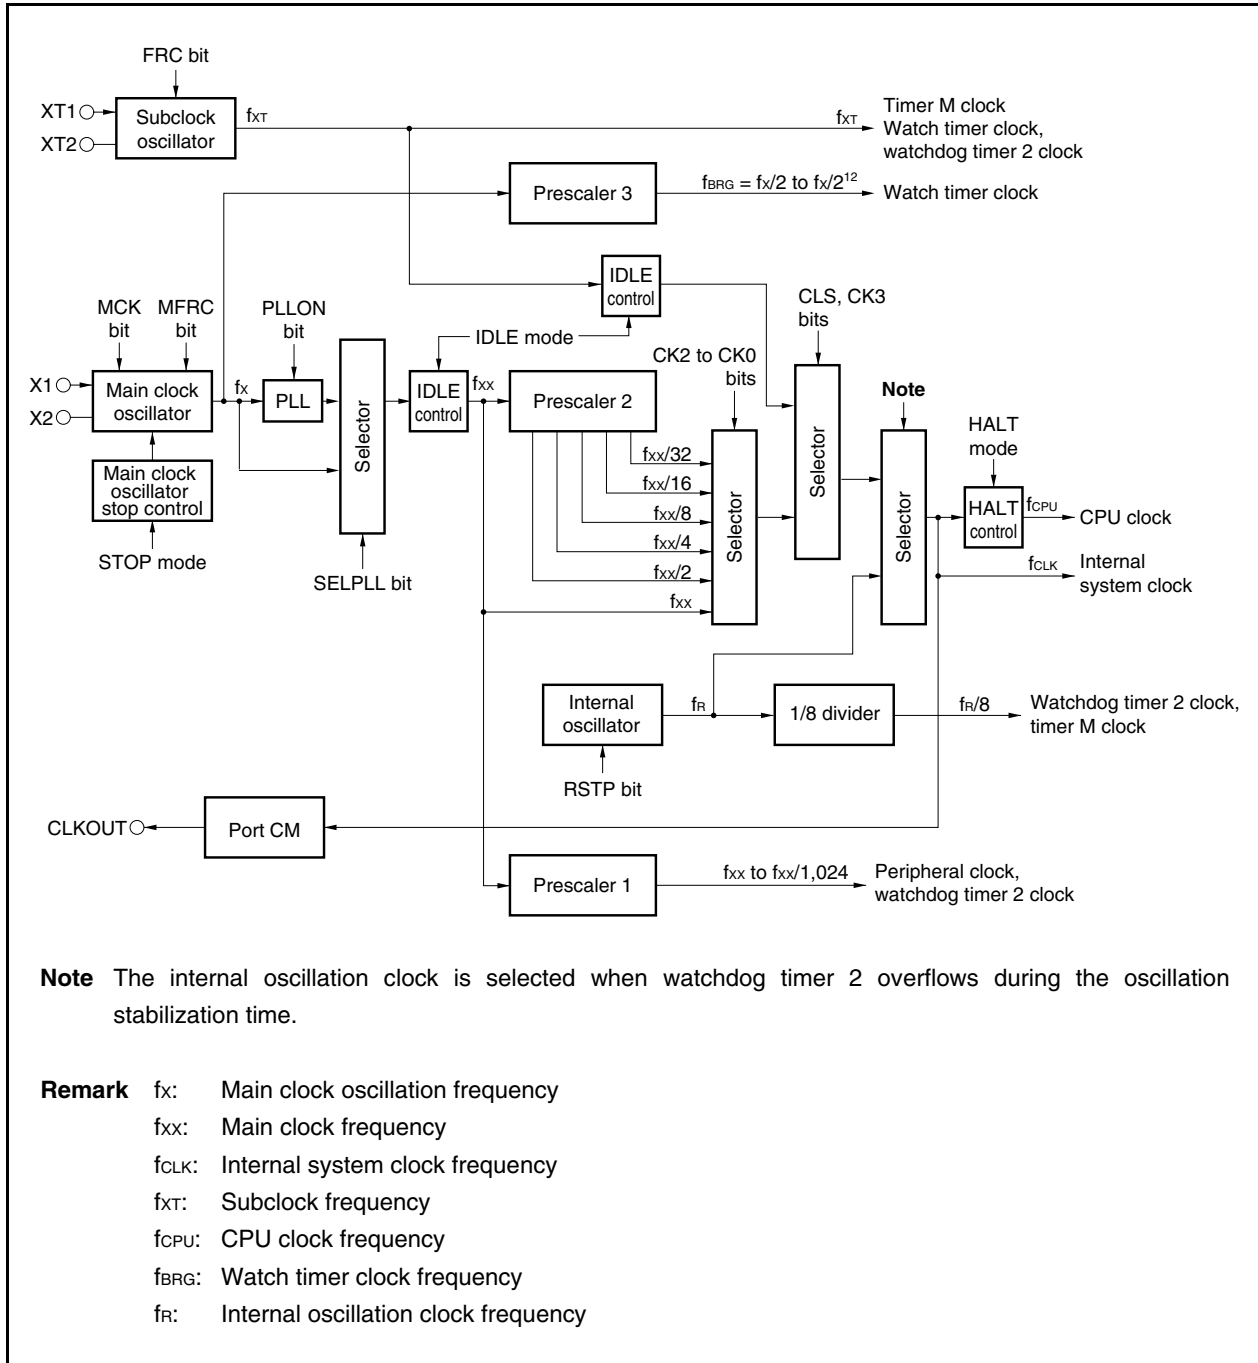 FRC bit
XT1
XT2
Subclock
oscillator
fXT
fXT
Timer M clock
Watch timer clock,
watchdog timer 2 clock
Prescaler 3
fBRG = fX/2 to fX/2¹²
Watch timer clock
IDLE
control
MCK
bit
MFRC
bit
PLLON
bit
IDLE mode
CLS, CK3
bits
CK2 to CK0
bits
X1
X2
Main clock
oscillator
fX
PLL
Selector
IDLE
control
fXX
Prescaler 2
Note
HALT
mode
Main clock
oscillator
stop control
STOP mode
SELPLL bit
fXX/32
fXX/16
fXX/8
fXX/4
fXX/2
fXX
Selector
Selector
Selector
HALT
control
fCPU
CPU clock
fCLK
Internal
system clock
Internal
oscillator
fR
1/8 divider
fR/8
Watchdog timer 2 clock,
timer M clock
RSTP bit
CLKOUT
Port CM
Prescaler 1
fXX to fXX/1,024
Peripheral clock,
watchdog timer 2 clock
Note The internal oscillation clock is selected when watchdog timer 2 overflows during the oscillation
stabilization time.
Remark fX: Main clock oscillation frequency
fXX: Main clock frequency
fCLK: Internal system clock frequency
fXT: Subclock frequency
fCPU: CPU clock frequency
fBRG: Watch timer clock frequency
fR: Internal oscillation clock frequency